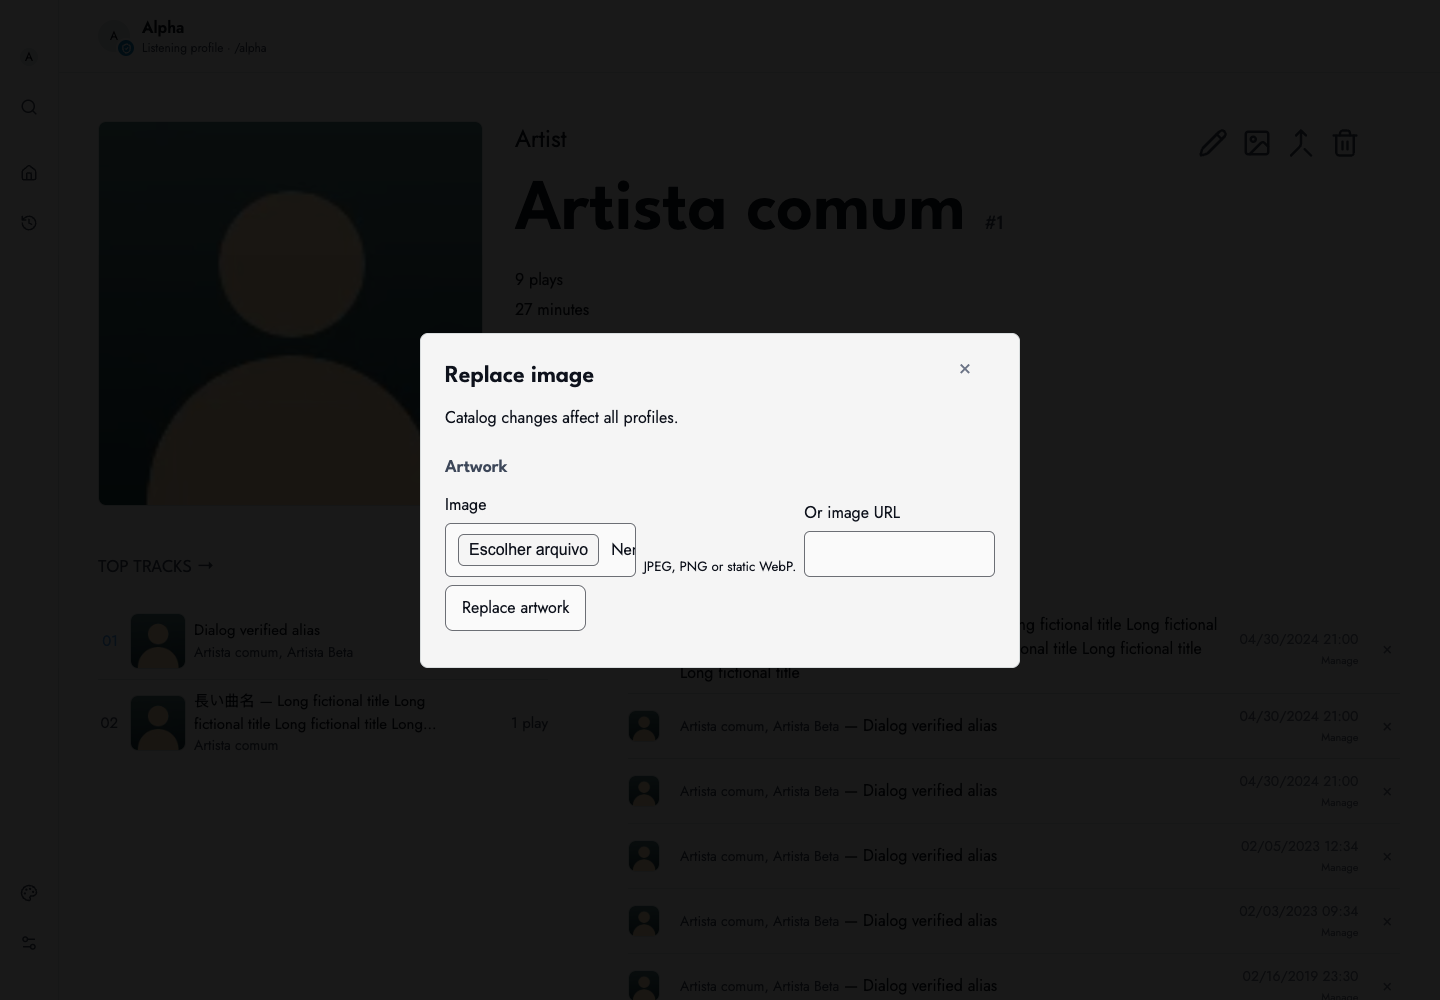 A
Alpha
Listening profile · /alpha
A
Artist
Artista comum #1
9 plays
27 minutes
Replace image
×
Catalog changes affect all profiles.
Artwork
Image
Escolher arquivo
JPEG, PNG or static WebP.
Or image URL
Replace artwork
TOP TRACKS →
01
Dialog verified alias
Artista comum, Artista Beta
02
長い曲名 — Long fictional title Long
fictional title Long fictional title Long...
Artista comum
1 play
fictional title Long fictional
title Long fictional title
Long fictional title
04/30/2024 21:00
Manage
×
Artista comum, Artista Beta — Dialog verified alias
04/30/2024 21:00
Manage
×
Artista comum, Artista Beta — Dialog verified alias
04/30/2024 21:00
Manage
×
Artista comum, Artista Beta — Dialog verified alias
02/05/2023 12:34
Manage
×
Artista comum, Artista Beta — Dialog verified alias
02/03/2023 09:34
Manage
×
Artista comum, Artista Beta — Dialog verified alias
02/16/2019 23:30
Manage
×